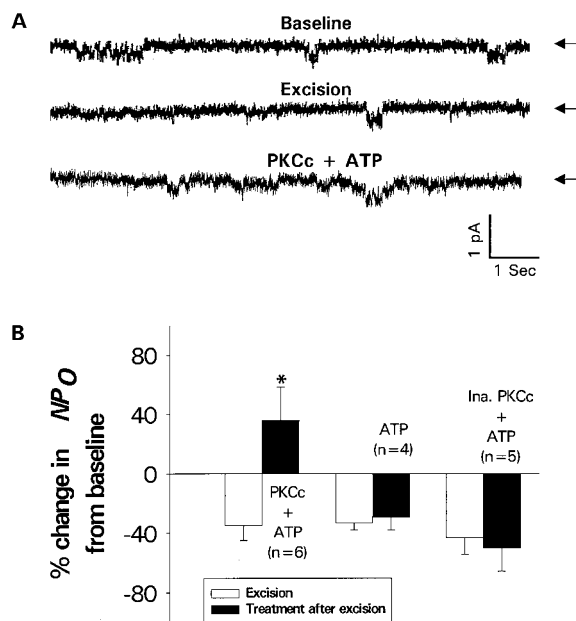 A
Baseline
Excision
PKCc + ATP
1 pA
1 Sec
B
% change in NPO
from baseline
80
40
0
-40
-80
*
PKCc
+
ATP
(n=6)
ATP
(n=4)
Ina. PKCc
+
ATP
(n=5)
Excision
Treatment after excision